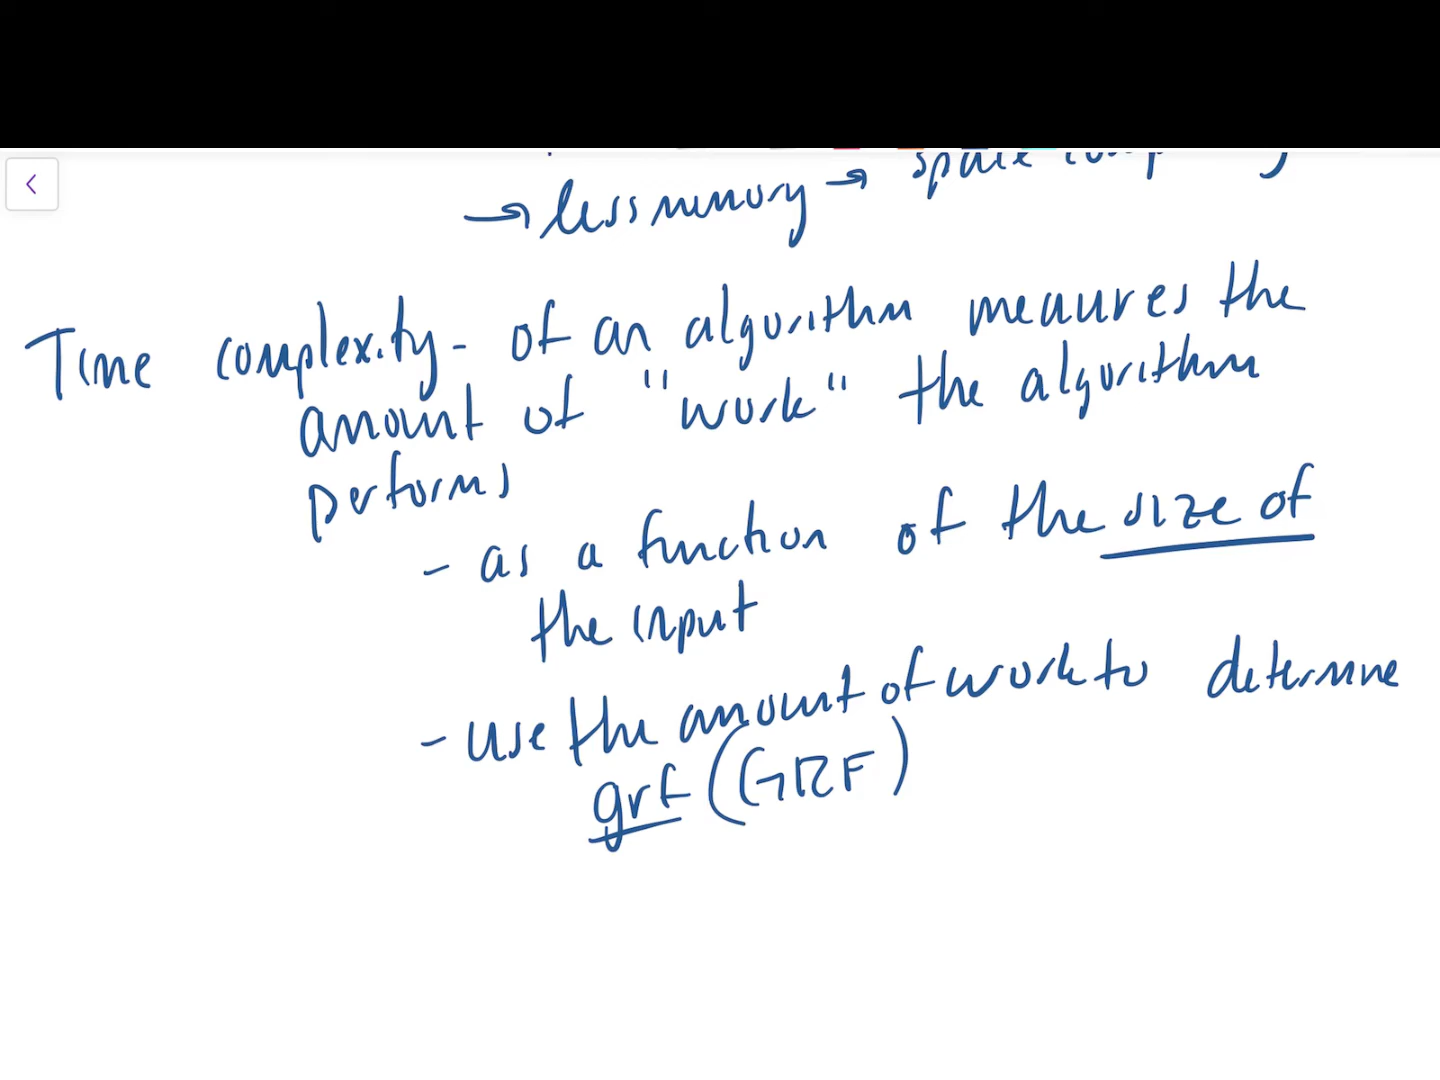 → less memory → space
Time complexity - of an algorithm measures the
amount of "work" the algorithm
performs
- as a function of the size of
the input
- use the amount of work to determine
grf (GRF)